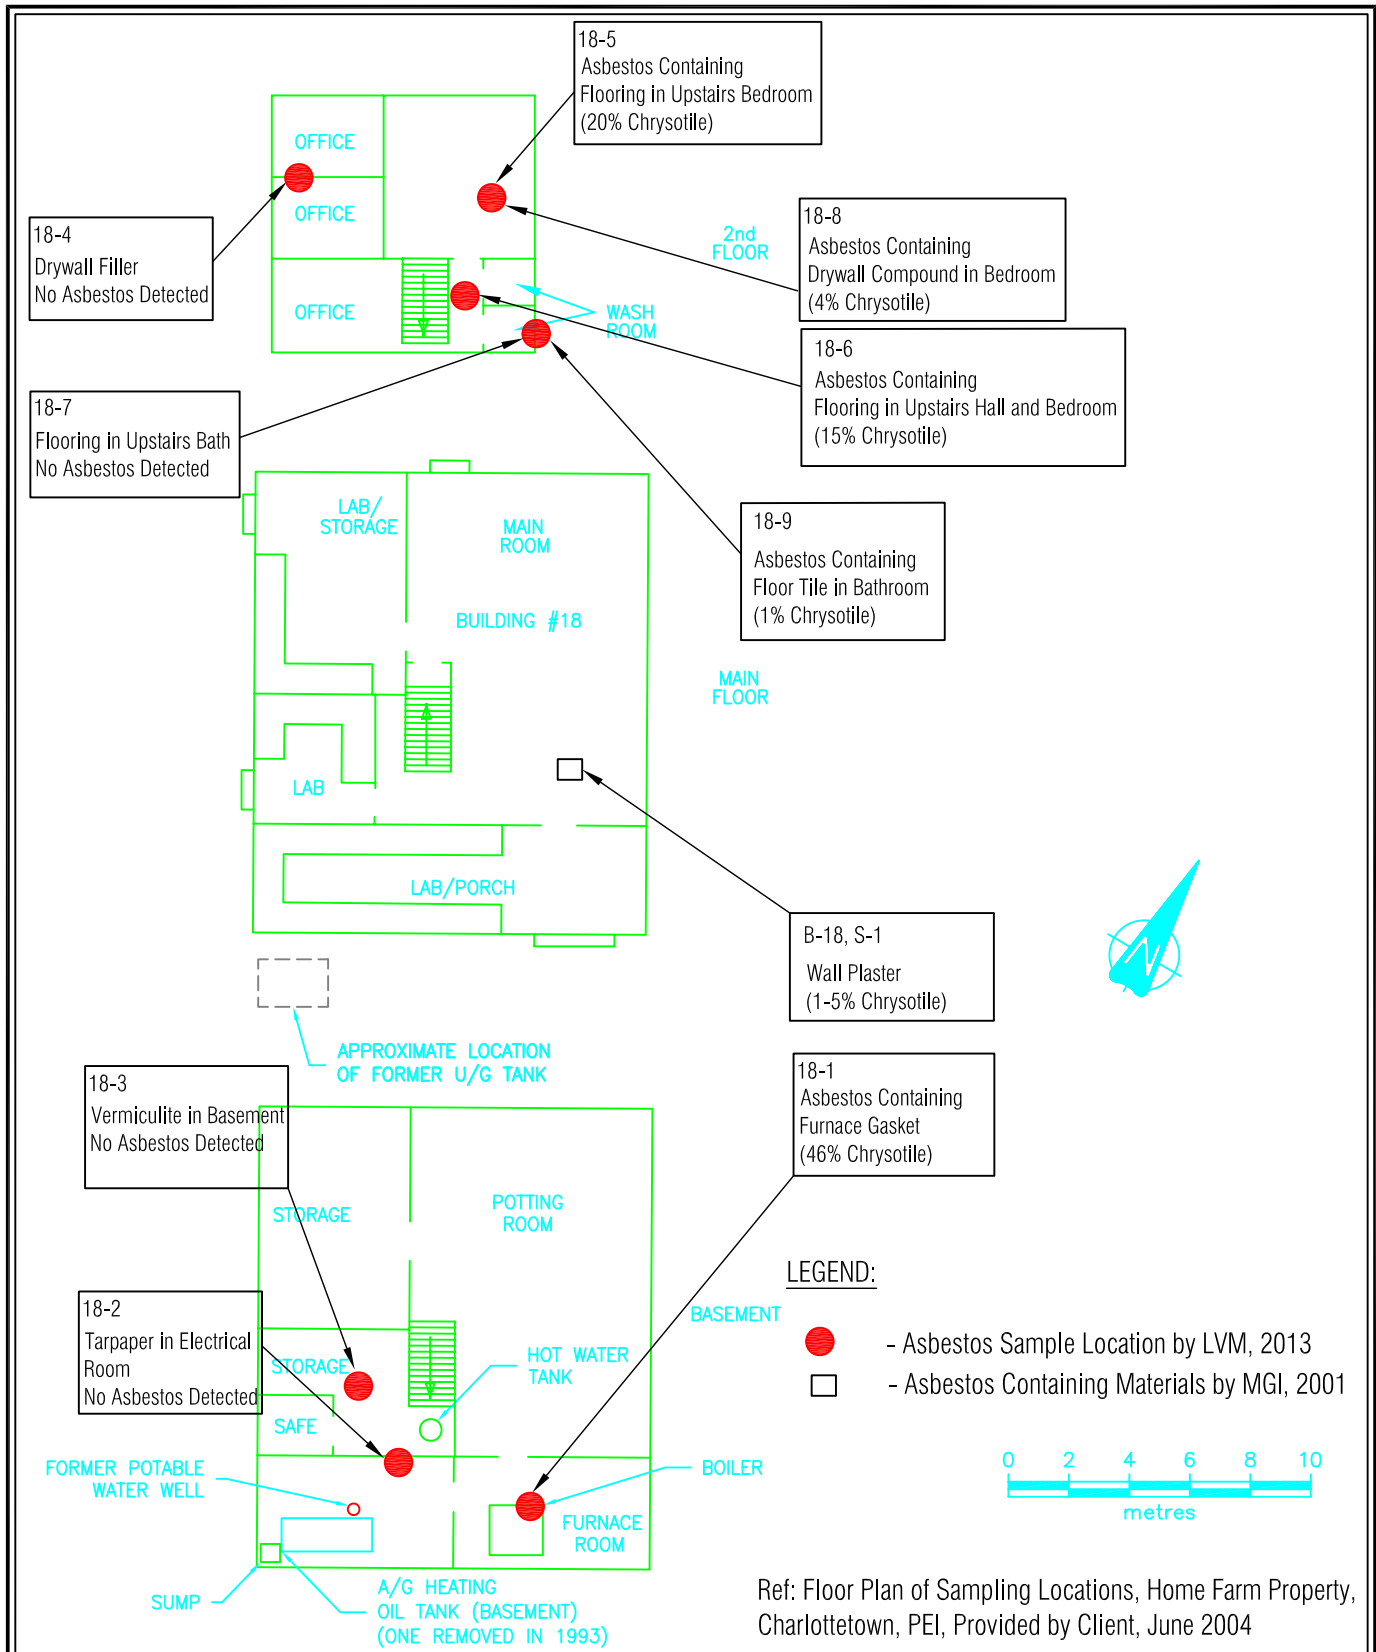 18-5
Asbestos Containing
Flooring in Upstairs Bedroom
(20% Chrysotile)
OFFICE
OFFICE
OFFICE
18-4
Drywall Filler
No Asbestos Detected
2nd
FLOOR
18-8
Asbestos Containing
Drywall Compound in Bedroom
(4% Chrysotile)
WASH
ROOM
18-6
Asbestos Containing
Flooring in Upstairs Hall and Bedroom
(15% Chrysotile)
18-7
Flooring in Upstairs Bath
No Asbestos Detected
18-9
Asbestos Containing
Floor Tile in Bathroom
(1% Chrysotile)
LAB/
STORAGE
MAIN
ROOM
BUILDING #18
MAIN
FLOOR
LAB
LAB/PORCH
B-18, S-1
Wall Plaster
(1-5% Chrysotile)
N
APPROXIMATE LOCATION
OF FORMER U/G TANK
18-3
Vermiculite in Basement
No Asbestos Detected
18-1
Asbestos Containing
Furnace Gasket
(46% Chrysotile)
STORAGE
POTTING
ROOM
18-2
Tarpaper in Electrical
Room
No Asbestos Detected
STORAGE
SAFE
HOT WATER
TANK
BASEMENT
LEGEND:
- Asbestos Sample Location by LVM, 2013
- Asbestos Containing Materials by MGI, 2001
FORMER POTABLE
WATER WELL
BOILER
FURNACE
ROOM
0 2 4 6 8 10
metres
SUMP
A/G HEATING
OIL TANK (BASEMENT)
(ONE REMOVED IN 1993)
Ref: Floor Plan of Sampling Locations, Home Farm Property,
Charlottetown, PEI, Provided by Client, June 2004